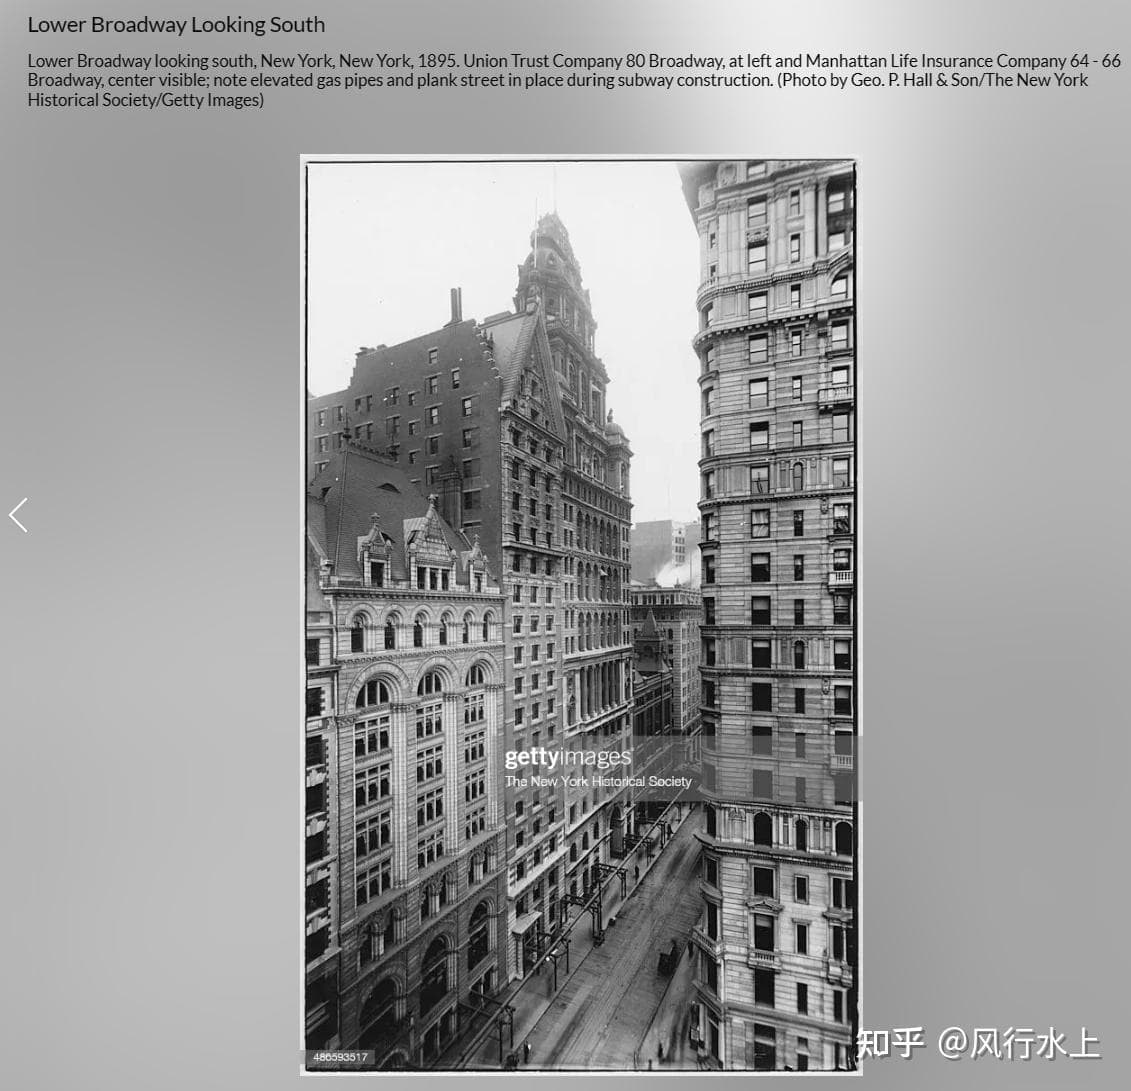 Lower Broadway Looking South
Lower Broadway looking south, New York, New York, 1895. Union Trust Company 80 Broadway, at left and Manhattan Life Insurance Company 64 - 66
Broadway, center visible; note elevated gas pipes and plank street in place during subway construction. (Photo by Geo. P. Hall & Son/The New York
Historical Society/Getty Images)
gettyimages
The New York Historical Society
486593517
知乎 @风行水上